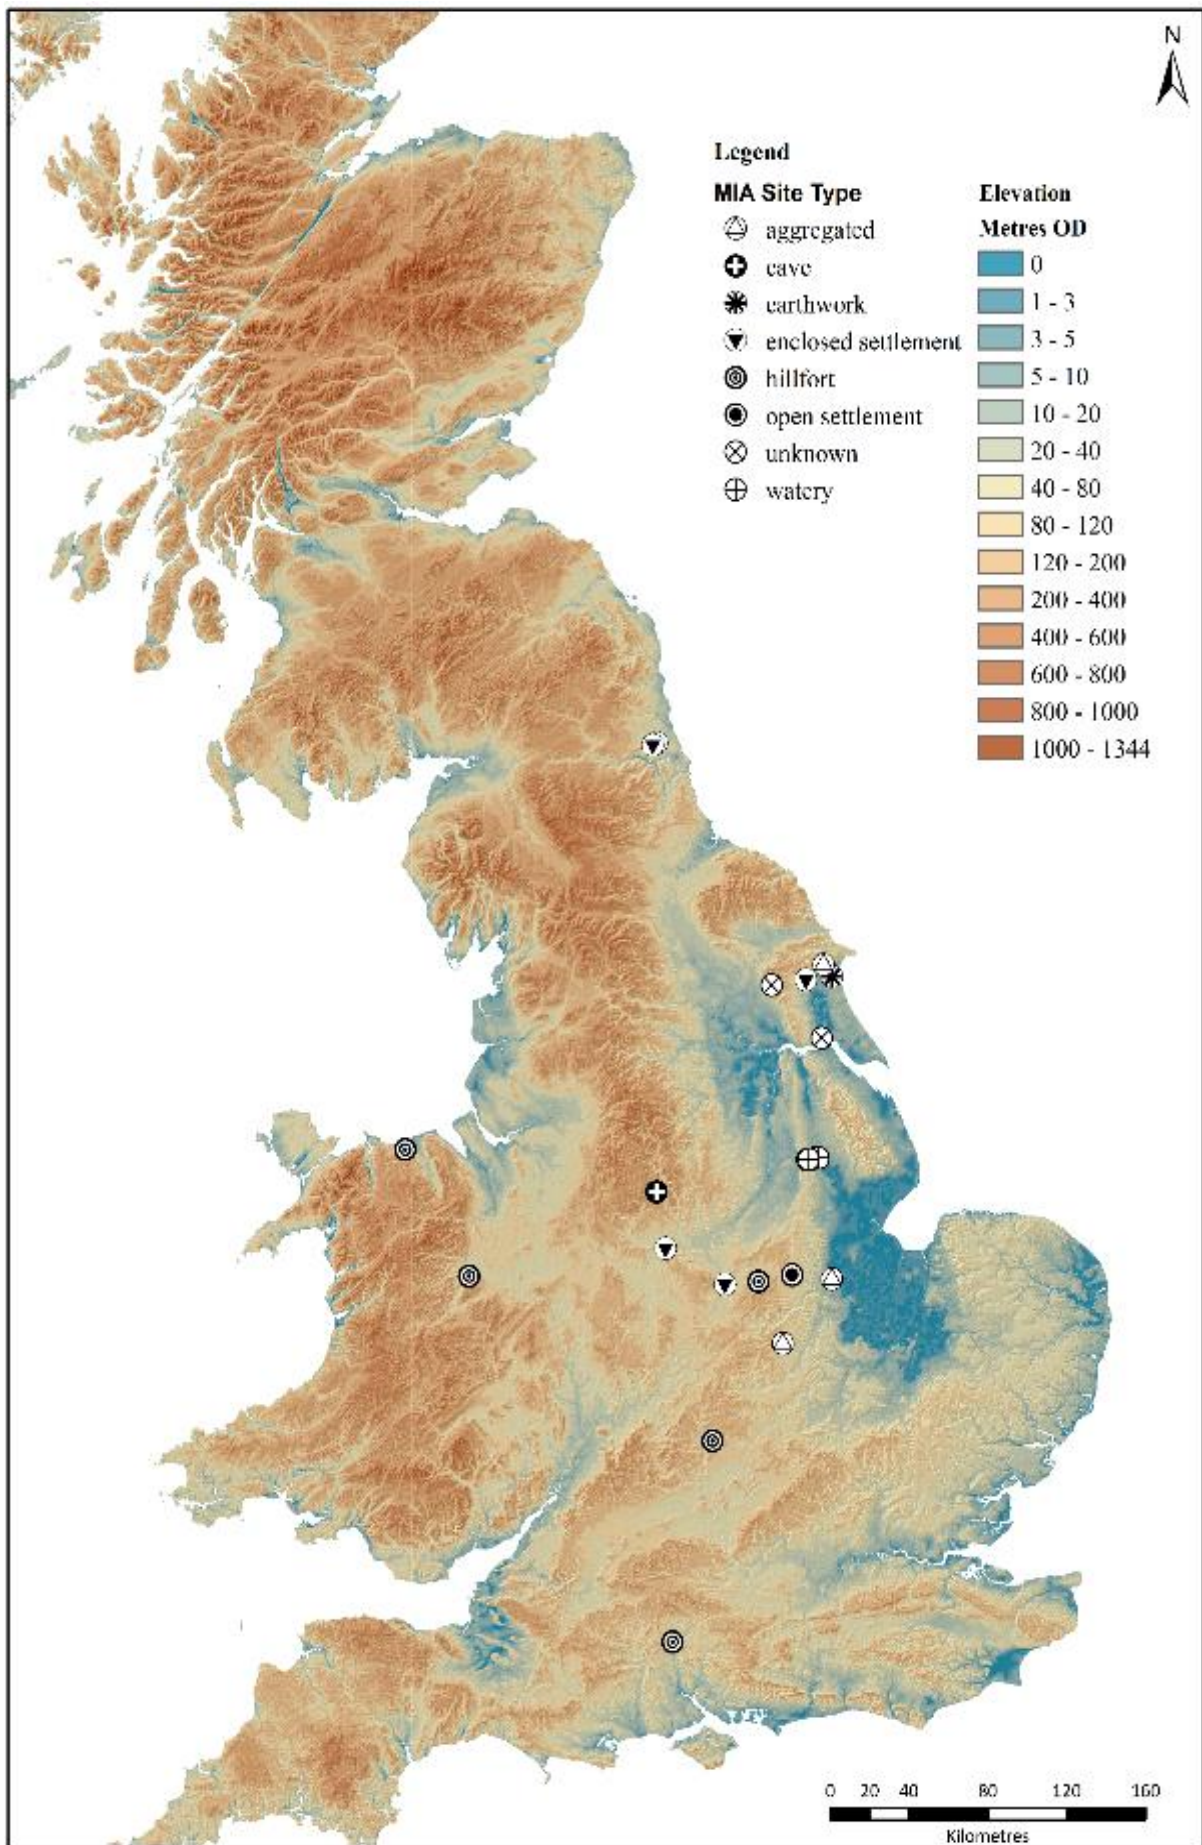 N
Legend
MIA Site Type
aggregated
cave
earthwork
enclosed settlement
hillfort
open settlement
unknown
watery
Elevation
Metres OD
0
1 - 3
3 - 5
5 - 10
10 - 20
20 - 40
40 - 80
80 - 120
120 - 200
200 - 400
400 - 600
600 - 800
800 - 1000
1000 - 1344
0 20 40 80 120 160
Kilometres